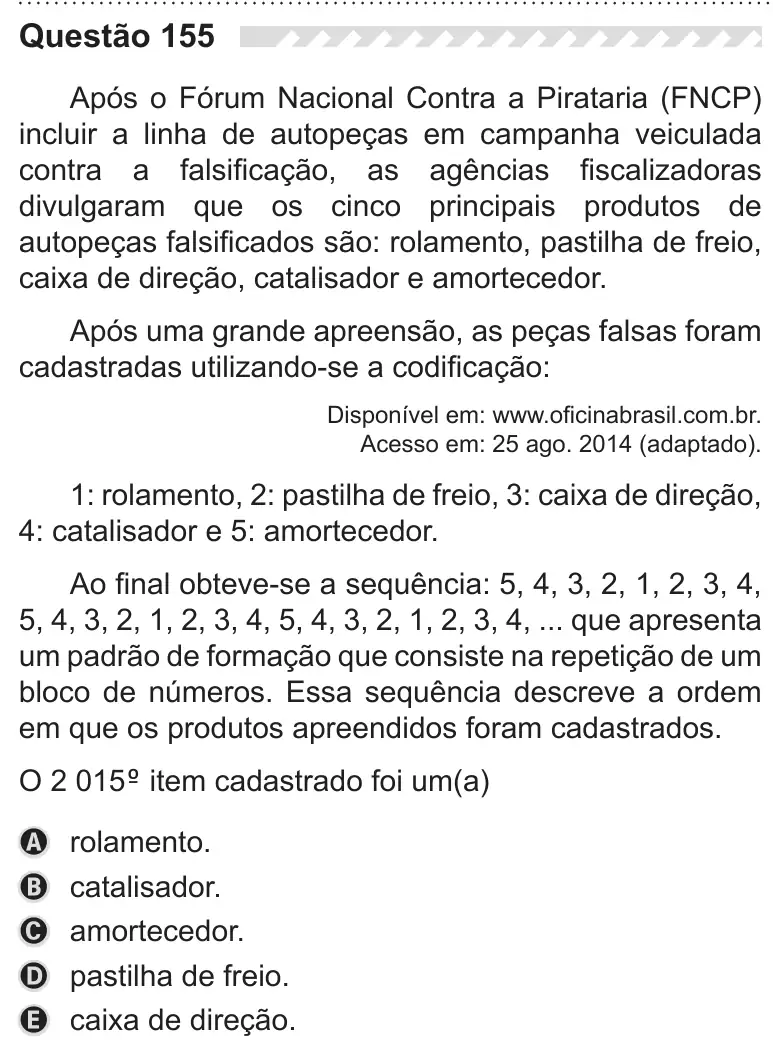 Questão 155
Após o Fórum Nacional Contra a Pirataria (FNCP)
incluir a linha de autopeças em campanha veiculada
contra a falsificação, as agências fiscalizadoras
divulgaram que os cinco principais produtos de
autopeças falsificados são: rolamento, pastilha de freio,
caixa de direção, catalisador e amortecedor.
Após uma grande apreensão, as peças falsas foram
cadastradas utilizando-se a codificação:
Disponível em: www.oficinabrasil.com.br.
Acesso em: 25 ago. 2014 (adaptado).
1: rolamento, 2: pastilha de freio, 3: caixa de direção,
4: catalisador e 5: amortecedor.
Ao final obteve-se a sequência: 5, 4, 3, 2, 1, 2, 3, 4,
5, 4, 3, 2, 1, 2, 3, 4, 5, 4, 3, 2, 1, 2, 3, 4, ... que apresenta
um padrão de formação que consiste na repetição de um
bloco de números. Essa sequência descreve a ordem
em que os produtos apreendidos foram cadastrados.
O 2 015º item cadastrado foi um(a)
A rolamento.
B catalisador.
C amortecedor.
D pastilha de freio.
E caixa de direção.